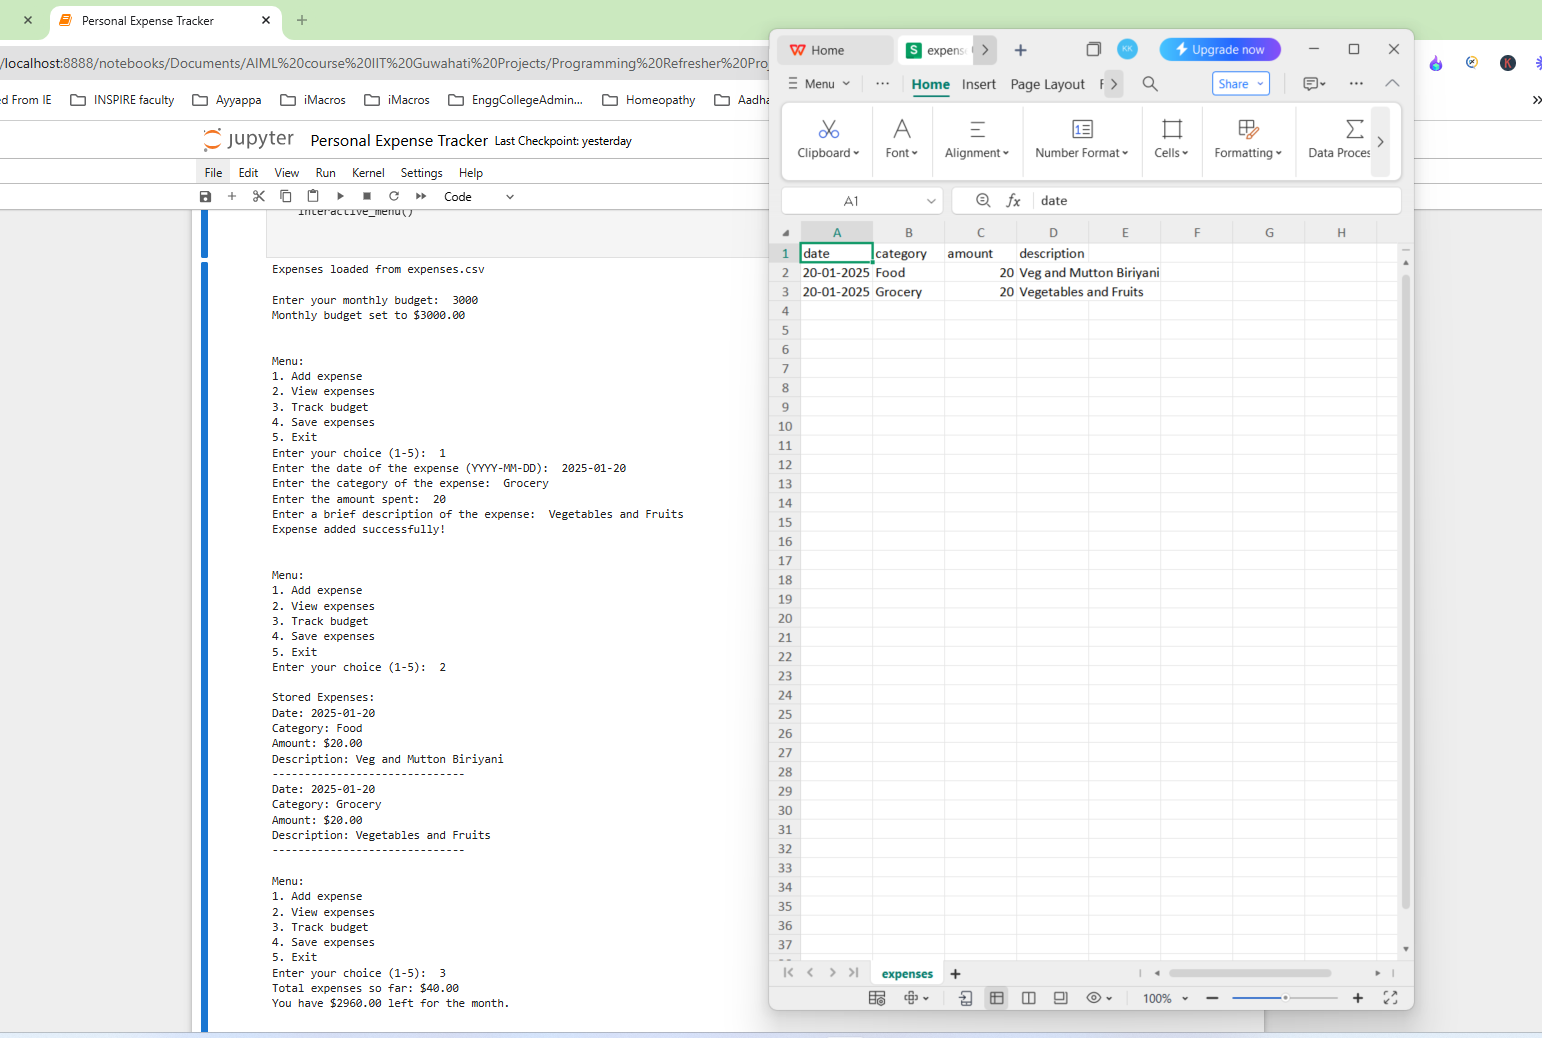 Personal Expense Tracker
/localhost:8888/notebooks/Documents/AIML%20course%20IIT%20Guwahati%20Projects/Programming%20Refresher%20Proj
ed From IE
INSPIRE faculty
Ayyappa
iMacros
iMacros
EnggCollegeAdmin...
Homeopathy
Aadha
jupyter
Personal Expense Tracker
Last Checkpoint: yesterday
File Edit View Run Kernel Settings Help
Code
interactive_menu()
Expenses loaded from expenses.csv
Enter your monthly budget: 3000
Monthly budget set to $3000.00
Menu:
1. Add expense
2. View expenses
3. Track budget
4. Save expenses
5. Exit
Enter your choice (1-5): 1
Enter the date of the expense (YYYY-MM-DD): 2025-01-20
Enter the category of the expense: Grocery
Enter the amount spent: 20
Enter a brief description of the expense: Vegetables and Fruits
Expense added successfully!
Menu:
1. Add expense
2. View expenses
3. Track budget
4. Save expenses
5. Exit
Enter your choice (1-5): 2
Stored Expenses:
Date: 2025-01-20
Category: Food
Amount: $20.00
Description: Veg and Mutton Biriyani
------------------------------
Date: 2025-01-20
Category: Grocery
Amount: $20.00
Description: Vegetables and Fruits
------------------------------
Menu:
1. Add expense
2. View expenses
3. Track budget
4. Save expenses
5. Exit
Enter your choice (1-5): 3
Total expenses so far: $40.00
You have $2960.00 left for the month.
Home
S expens
KK
Upgrade now
K
Menu
Home Insert Page Layout F
Share
Clipboard Font Alignment Number Format Cells Formatting Data Proces
A1
fx date
A B C D E F G H
1 date category amount description
2 20-01-2025 Food 20 Veg and Mutton Biriyani
3 20-01-2025 Grocery 20 Vegetables and Fruits
4
5
6
7
8
9
10
11
12
13
14
15
16
17
18
19
20
21
22
23
24
25
26
27
28
29
30
31
32
33
34
35
36
37
expenses
100%